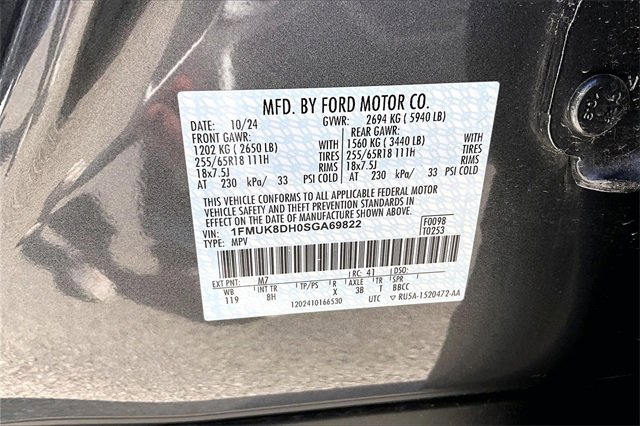 MFD. BY FORD MOTOR CO.
DATE: 10/24 GVWR: 2694 KG ( 5940 LB)
FRONT GAWR: REAR GAWR:
1202 KG ( 2650 LB) WITH 1560 KG ( 3440 LB) WITH
255/65R18 111H TIRES 255/65R18 111H TIRES
18x7.5J RIMS 18x7.5J RIMS
AT 230 kPa/ 33 PSI COLD AT 230 kPa/ 33 PSI COLD
THIS VEHICLE CONFORMS TO ALL APPLICABLE FEDERAL MOTOR
VEHICLE SAFETY AND THEFT PREVENTION STANDARDS IN
EFFECT ON THE DATE OF MANUFACTURE SHOWN ABOVE.
VIN: 1FMUK8DH0SGA69822 F0098
TYPE: MPV T0253
EXT PNT: M7 RC: 41 DSO:
WB INT TR TP/PS R AXLE TR SPR
119 8H X 3B T BBCC
1202410166530 UTC ▽ RU5A-1520472-AA